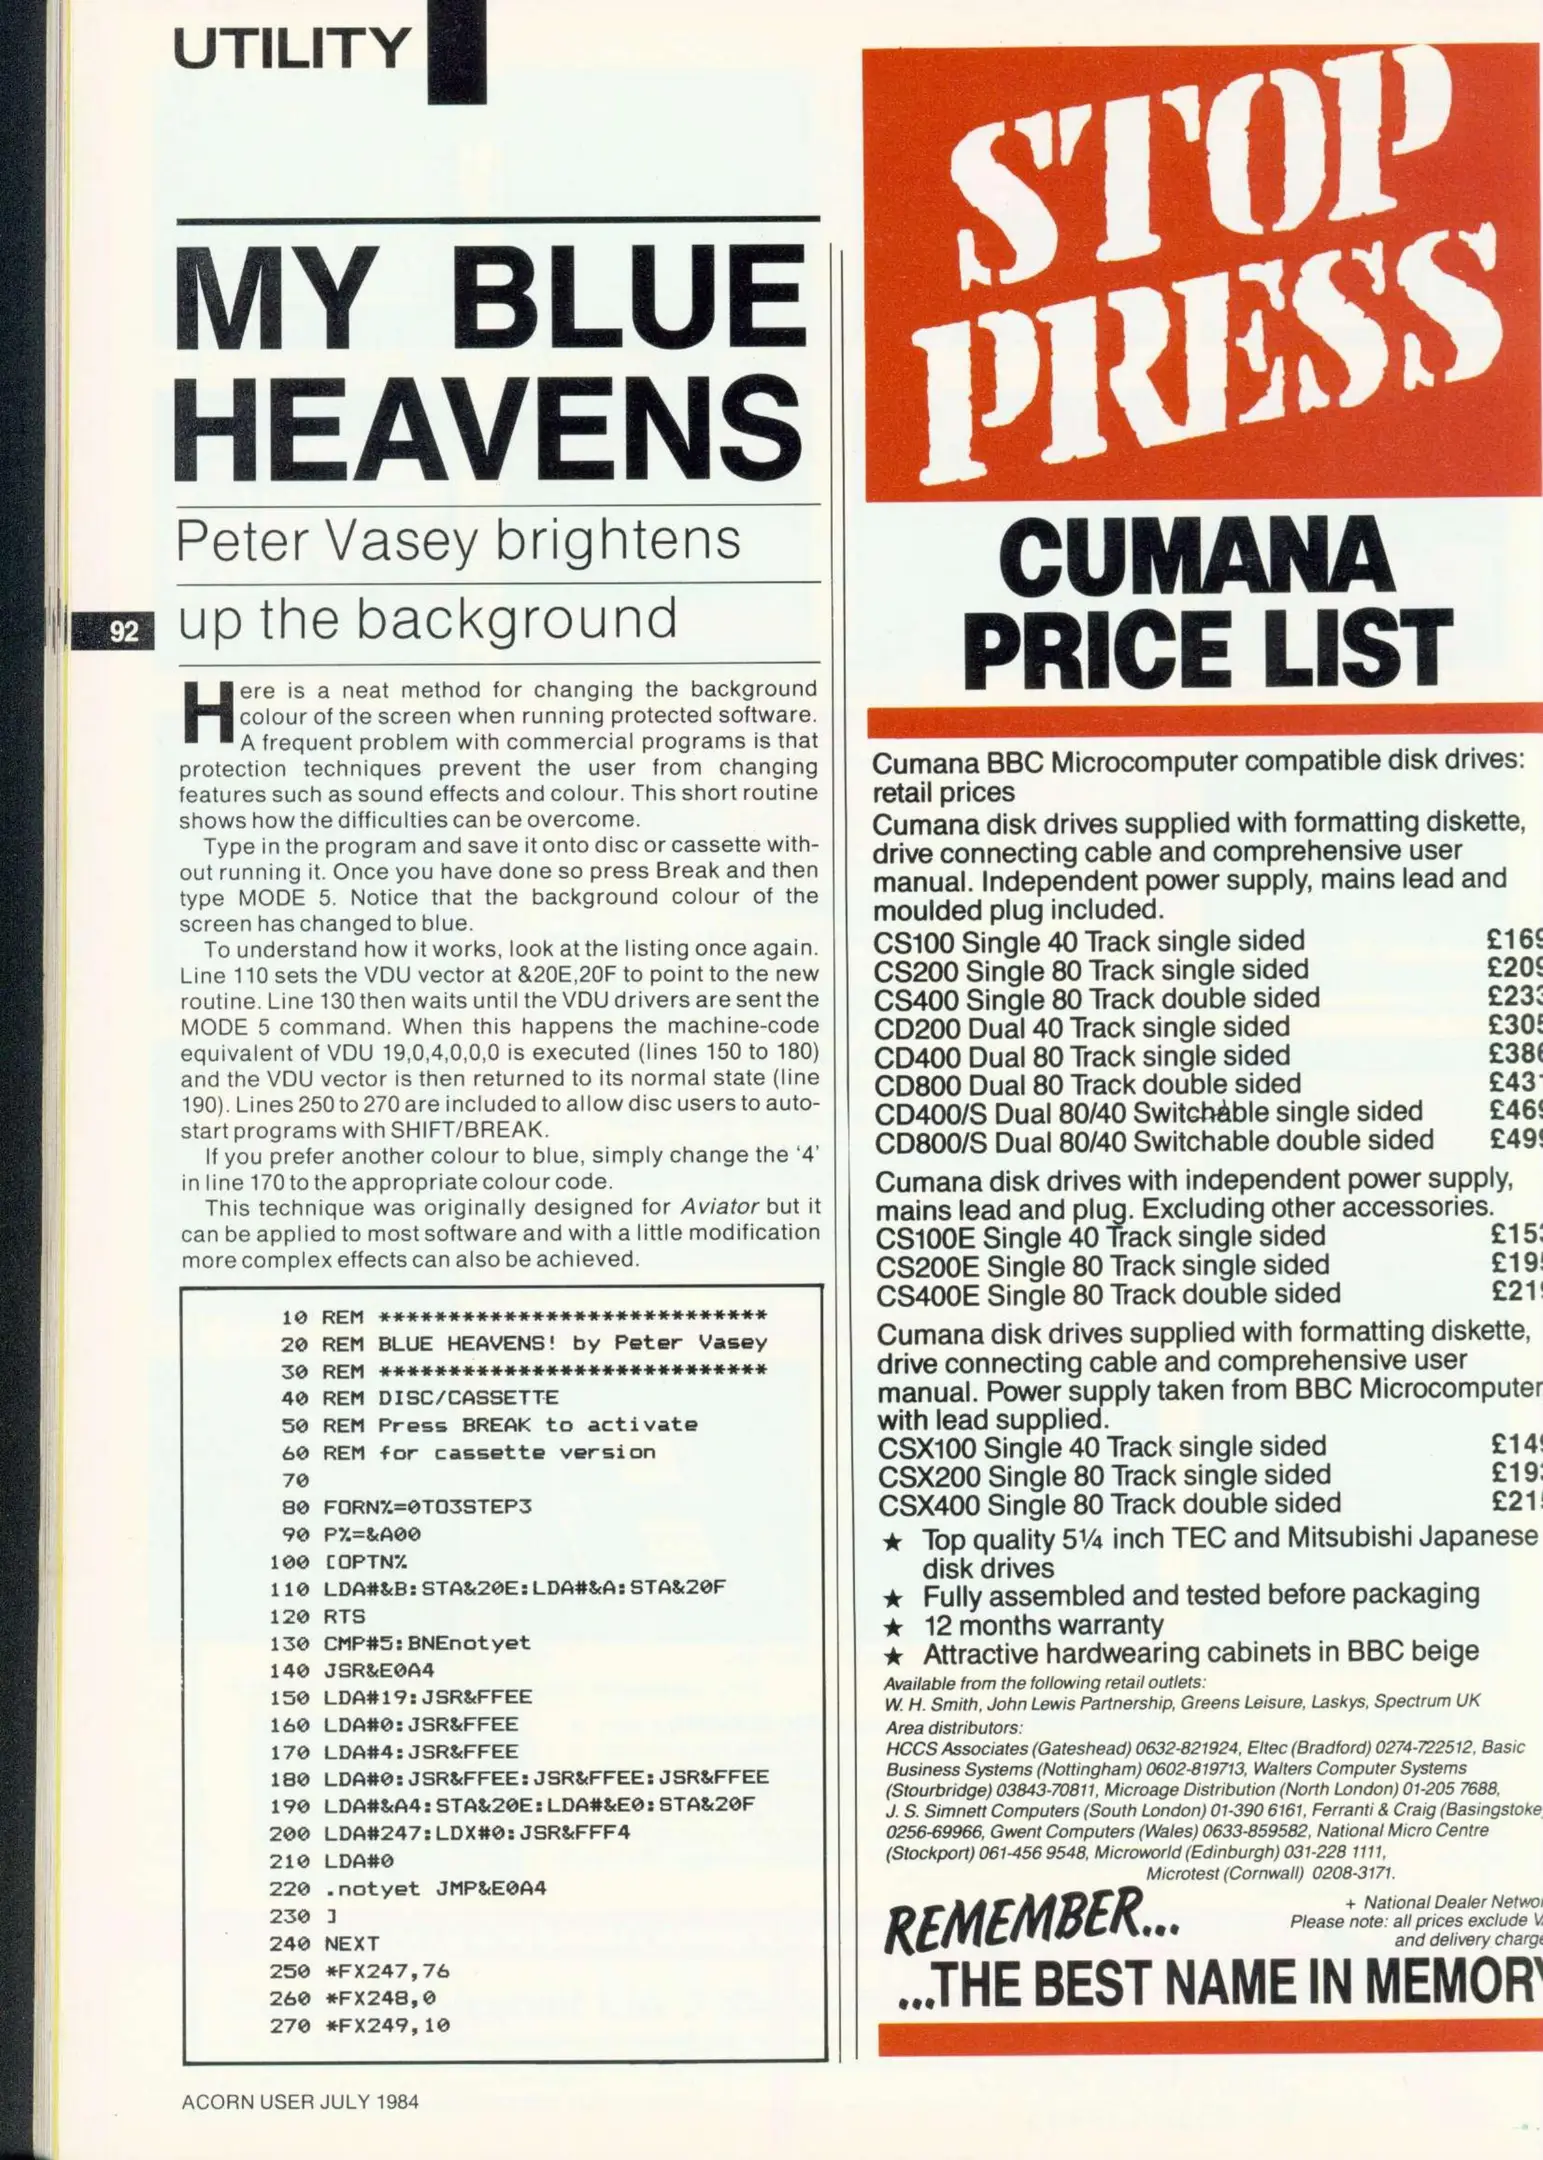 UTILITY
MY BLUE
HEAVENS
Peter Vasey brightens
up the background
92
Here is a neat method for changing the background
colour of the screen when running protected software.
A frequent problem with commercial programs is that
protection techniques prevent the user from changing
features such as sound effects and colour. This short routine
shows how the difficulties can be overcome.
Type in the program and save it onto disc or cassette with-
out running it. Once you have done so press Break and then
type MODE 5. Notice that the background colour of the
screen has changed to blue.
To understand how it works, look at the listing once again.
Line 110 sets the VDU vector at &20E,20F to point to the new
routine. Line 130 then waits until the VDU drivers are sent the
MODE 5 command. When this happens the machine-code
equivalent of VDU 19,0,4,0,0,0 is executed (lines 150 to 180)
and the VDU vector is then returned to its normal state (line
190). Lines 250 to 270 are included to allow disc users to auto-
start programs with SHIFT/BREAK.
If you prefer another colour to blue, simply change the '4'
in line 170 to the appropriate colour code.
This technique was originally designed for Aviator but it
can be applied to most software and with a little modification
more complex effects can also be achieved.
10 REM ****************************
20 REM BLUE HEAVENS! by Peter Vasey
30 REM ****************************
40 REM DISC/CASSETTE
50 REM Press BREAK to activate
60 REM for cassette version
70
80 FORN%=0TO3STEP3
90 P%=&A00
100 [OPTN%
110 LDA#&B:STA&20E:LDA#&A:STA&20F
120 RTS
130 CMP#5:BNEnotyet
140 JSR&E0A4
150 LDA#19:JSR&FFEE
160 LDA#0:JSR&FFEE
170 LDA#4:JSR&FFEE
180 LDA#0:JSR&FFEE:JSR&FFEE:JSR&FFEE
190 LDA#&A4:STA&20E:LDA#&E0:STA&20F
200 LDA#247:LDX#0:JSR&FFF4
210 LDA#0
220 .notyet JMP&E0A4
230 ]
240 NEXT
250 *FX247,76
260 *FX248,0
270 *FX249,10
ACORN USER JULY 1984
STOP
PRESS
CUMANA
PRICE LIST
Cumana BBC Microcomputer compatible disk drives:
retail prices
Cumana disk drives supplied with formatting diskette,
drive connecting cable and comprehensive user
manual. Independent power supply, mains lead and
moulded plug included.
CS100 Single 40 Track single sided £169
CS200 Single 80 Track single sided £209
CS400 Single 80 Track double sided £233
CD200 Dual 40 Track single sided £305
CD400 Dual 80 Track single sided £386
CD800 Dual 80 Track double sided £431
CD400/S Dual 80/40 Switchable single sided £469
CD800/S Dual 80/40 Switchable double sided £499
Cumana disk drives with independent power supply,
mains lead and plug. Excluding other accessories.
CS100E Single 40 Track single sided £153
CS200E Single 80 Track single sided £195
CS400E Single 80 Track double sided £219
Cumana disk drives supplied with formatting diskette,
drive connecting cable and comprehensive user
manual. Power supply taken from BBC Microcomputer
with lead supplied.
CSX100 Single 40 Track single sided £149
CSX200 Single 80 Track single sided £193
CSX400 Single 80 Track double sided £215
★ Top quality 5¼ inch TEC and Mitsubishi Japanese
disk drives
★ Fully assembled and tested before packaging
★ 12 months warranty
★ Attractive hardwearing cabinets in BBC beige
Available from the following retail outlets:
W. H. Smith, John Lewis Partnership, Greens Leisure, Laskys, Spectrum UK
Area distributors:
HCCS Associates (Gateshead) 0632-821924, Eltec (Bradford) 0274-722512, Basic
Business Systems (Nottingham) 0602-819713, Walters Computer Systems
(Stourbridge) 03843-70811, Microage Distribution (North London) 01-205 7688,
J. S. Simnett Computers (South London) 01-390 6161, Ferranti & Craig (Basingstoke)
0256-69966, Gwent Computers (Wales) 0633-859582, National Micro Centre
(Stockport) 061-456 9548, Microworld (Edinburgh) 031-228 1111,
Microtest (Cornwall) 0208-3171.
+ National Dealer Netwo
REMEMBER...
Please note: all prices exclude V
and delivery charge
...THE BEST NAME IN MEMORY